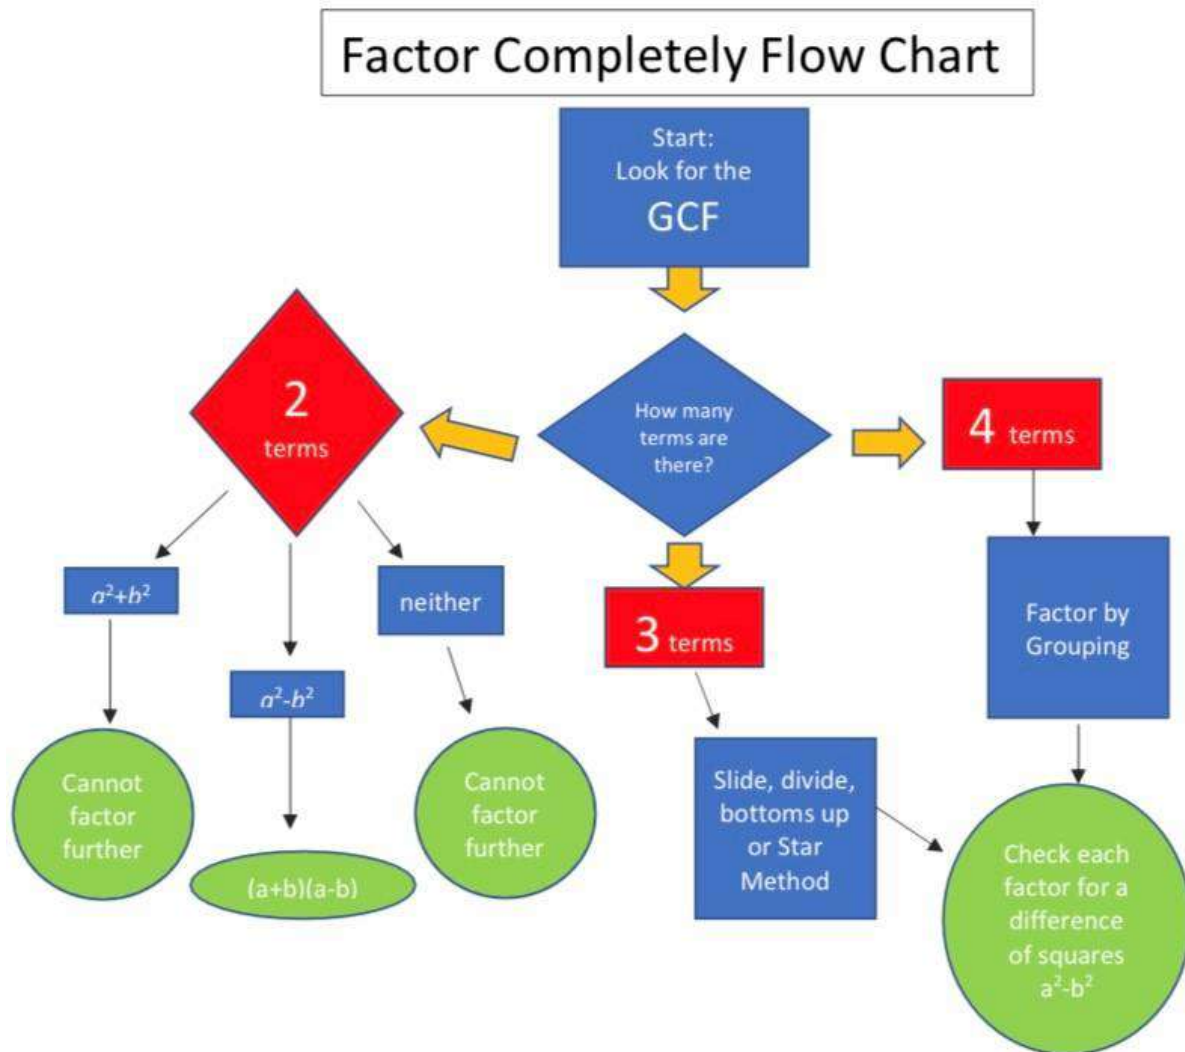 Factor Completely Flow Chart
Start:
Look for the
GCF
2
terms
How many
terms are
there?
4 terms
a²+b²
neither
3 terms
Factor by
Grouping
a²-b²
Cannot
factor
further
Cannot
factor
further
(a+b)(a-b)
Slide, divide,
bottoms up
or Star
Method
Check each
factor for a
difference
of squares
a²-b²